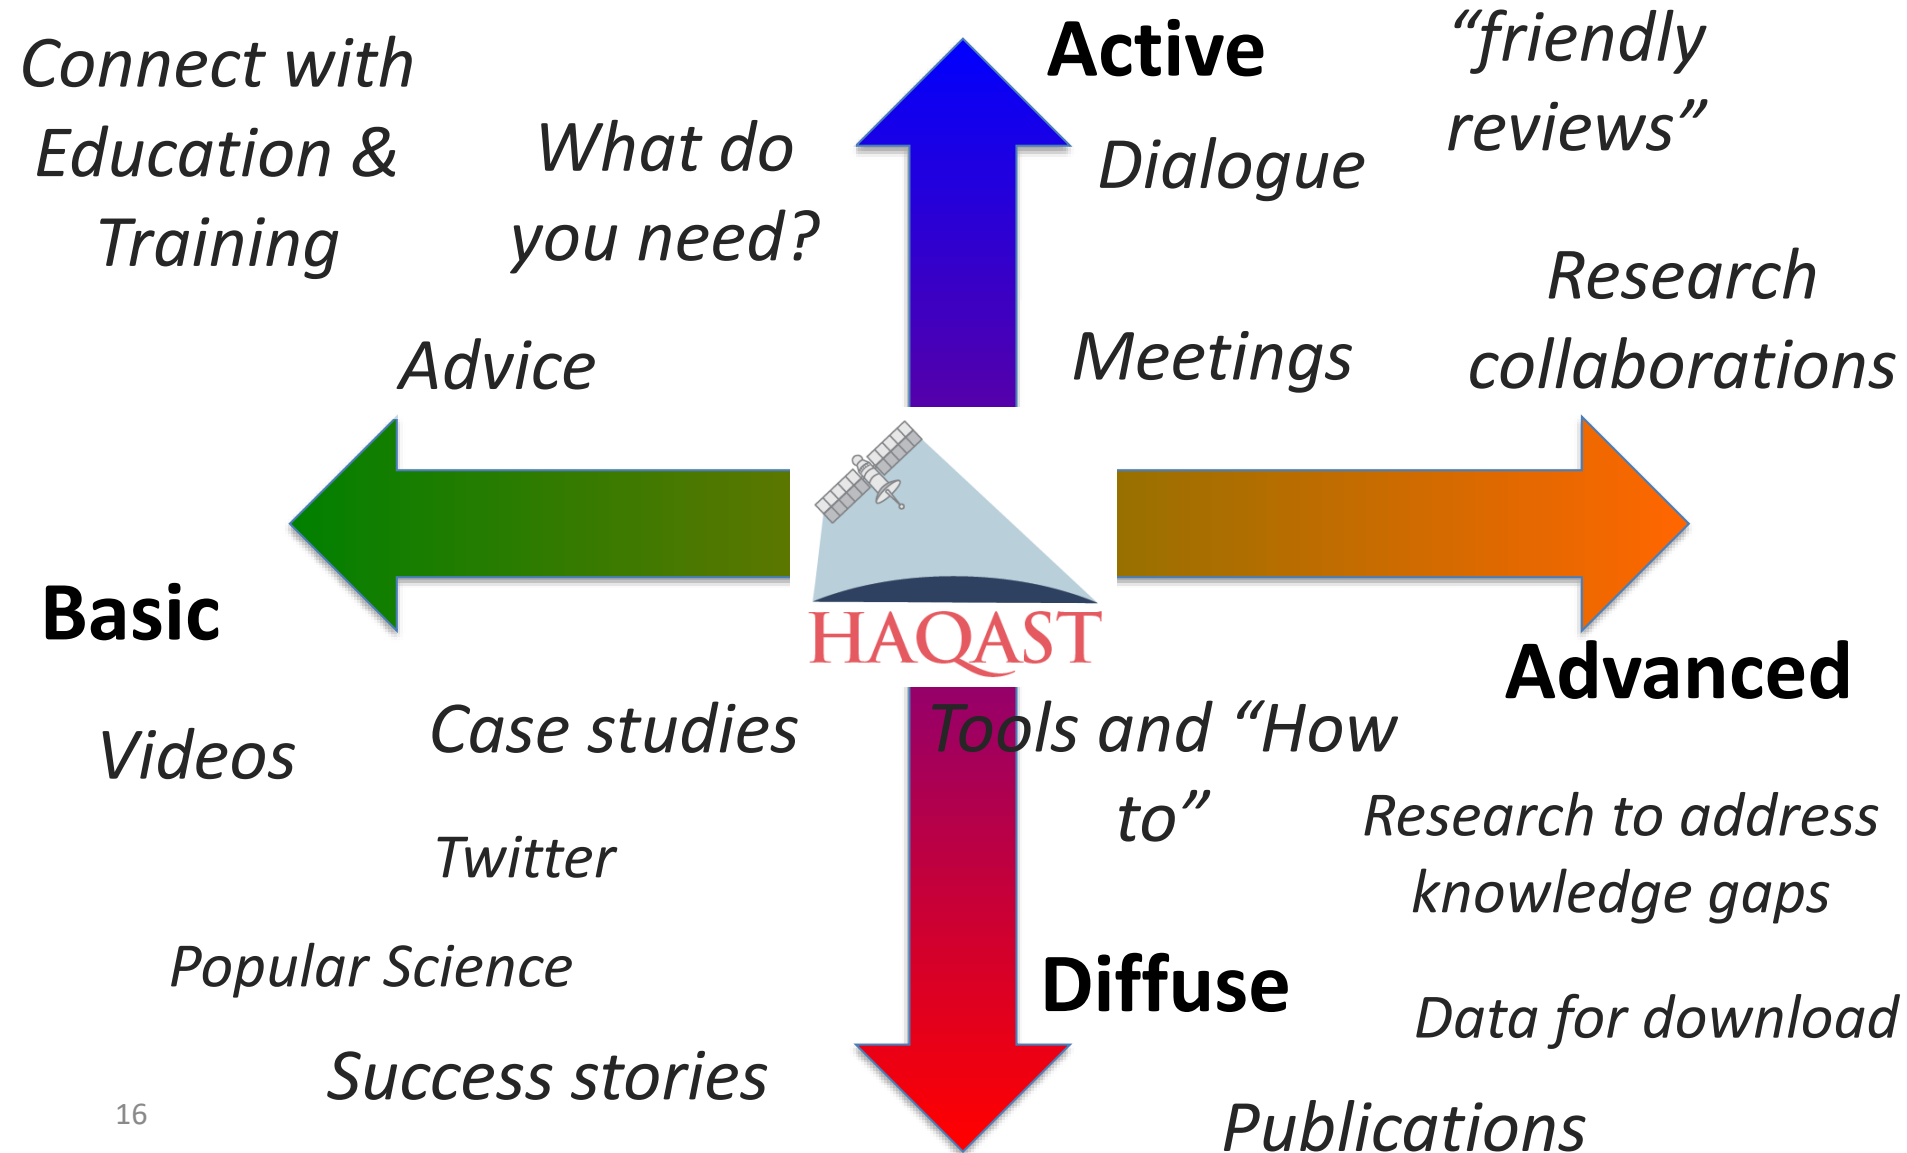 Connect with
Education &
Training
What do
you need?
Advice
Active
Dialogue
“friendly
reviews”
Meetings
Research
collaborations
HAQAST
Basic
Advanced
Videos
Case studies
Twitter
Popular Science
Success stories
Tools and “How
to”
Research to address
knowledge gaps
Diffuse
Data for download
Publications
16